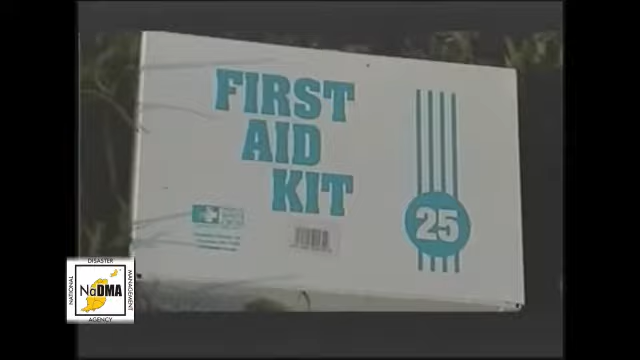 FIRST
AID
KIT
25
DISASTER
NATIONAL
NaDMA
MANAGEMENT
AGENCY